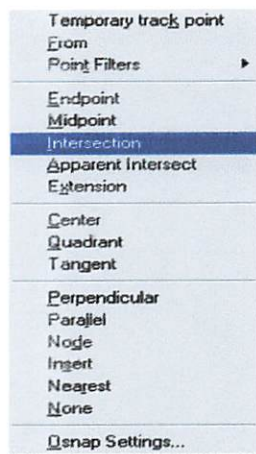 Temporary track point
From
Point Filters
Endpoint
Midpoint
Intersection
Apparent Intersect
Extension
Center
Quadrant
Tangent
Perpendicular
Parallel
Node
Insert
Nearest
None
Osnap Settings...